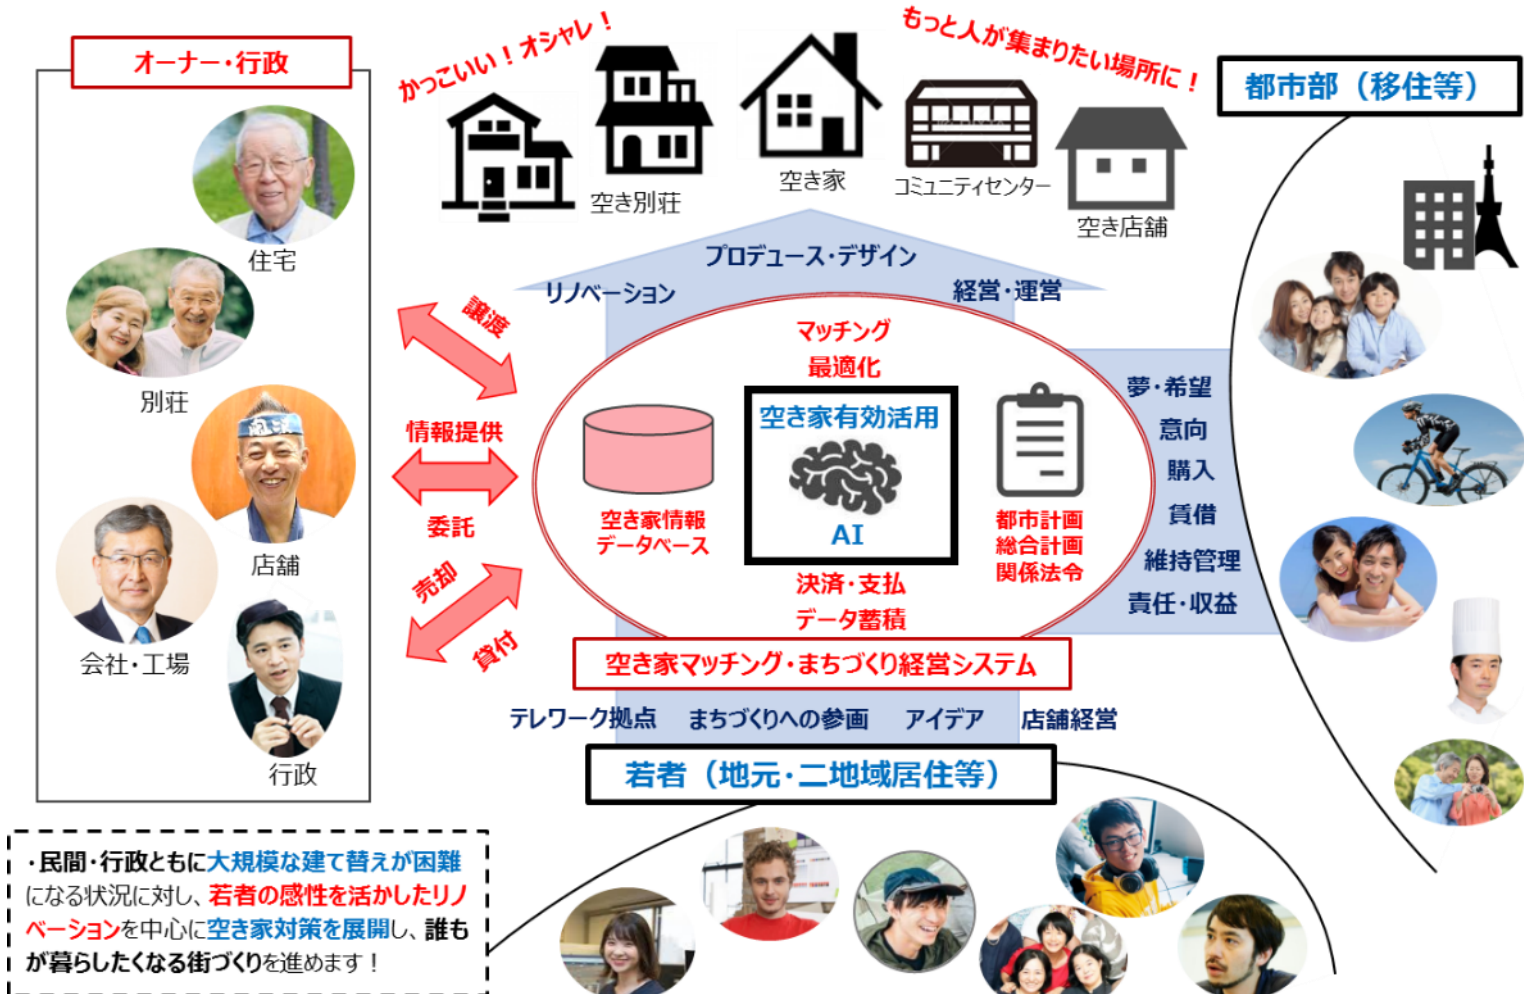 オーナー・行政
住宅
別荘
店舗
会社・工場
行政
かっこいい！オシャレ！
もっと人が集まりたい場所に！
空き別荘
空き家
コミュニティセンター
空き店舗
都市部（移住等）
プロデュース・デザイン
リノベーション
経営・運営
譲渡
情報提供
委託
売却
貸付
マッチング
最適化
空き家有効活用
AI
空き家情報
データベース
都市計画
総合計画
関係法令
決済・支払
データ蓄積
空き家マッチング・まちづくり経営システム
夢・希望
意向
購入
賃借
維持管理
責任・収益
テレワーク拠点 まちづくりへの参画 アイデア 店舗経営
若者（地元・二地域居住等）
・民間・行政ともに大規模な建て替えが困難
になる状況に対し、若者の感性を活かしたリノ
ベーションを中心に空き家対策を展開し、誰も
が暮らしたくなる街づくりを進めます！